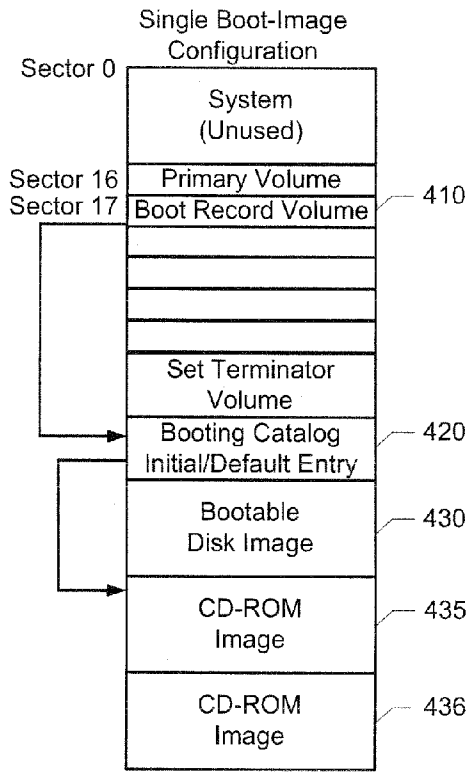 Single Boot-Image
Configuration
Sector 0
System
(Unused)
Sector 16
Primary Volume
Sector 17
Boot Record Volume
410
Set Terminator
Volume
Booting Catalog
Initial/Default Entry
420
Bootable
Disk Image
430
CD-ROM
Image
435
CD-ROM
Image
436